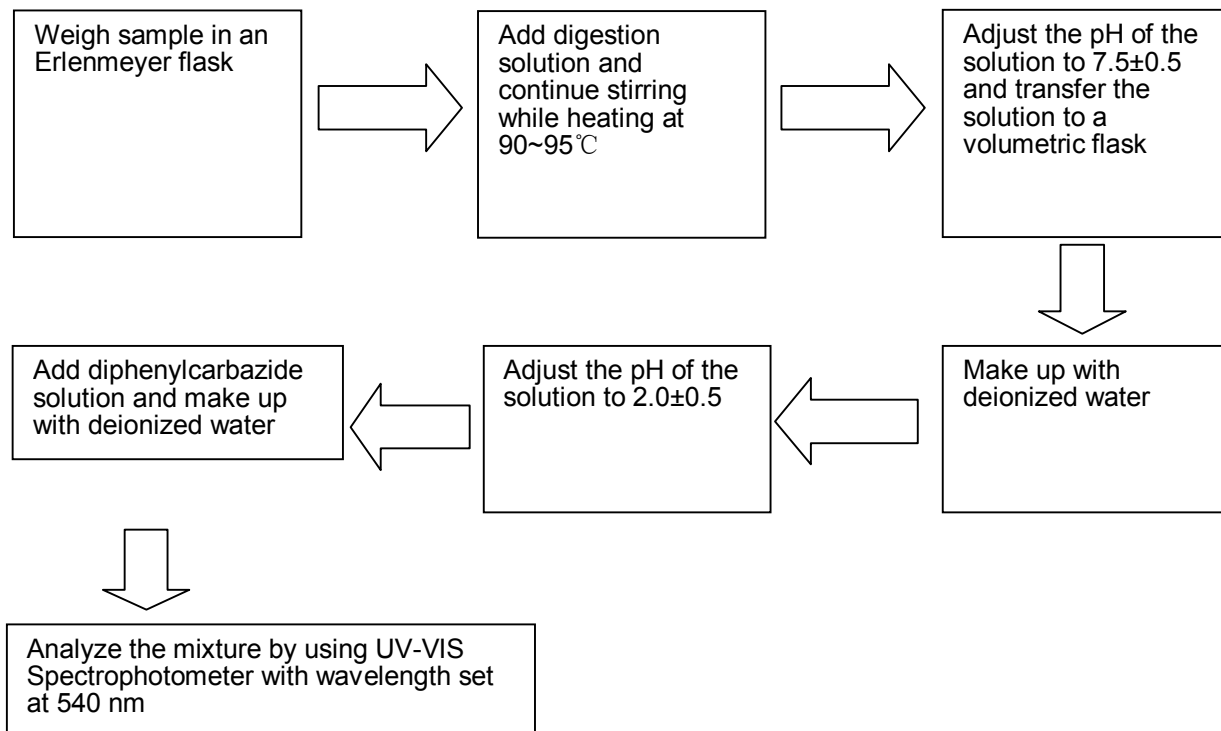 Weigh sample in an
Erlenmeyer flask
Add digestion
solution and
continue stirring
while heating at
90~95℃
Adjust the pH of the
solution to 7.5±0.5
and transfer the
solution to a
volumetric flask
Make up with
deionized water
Adjust the pH of the
solution to 2.0±0.5
Add diphenylcarbazide
solution and make up
with deionized water
Analyze the mixture by using UV-VIS
Spectrophotometer with wavelength set
at 540 nm